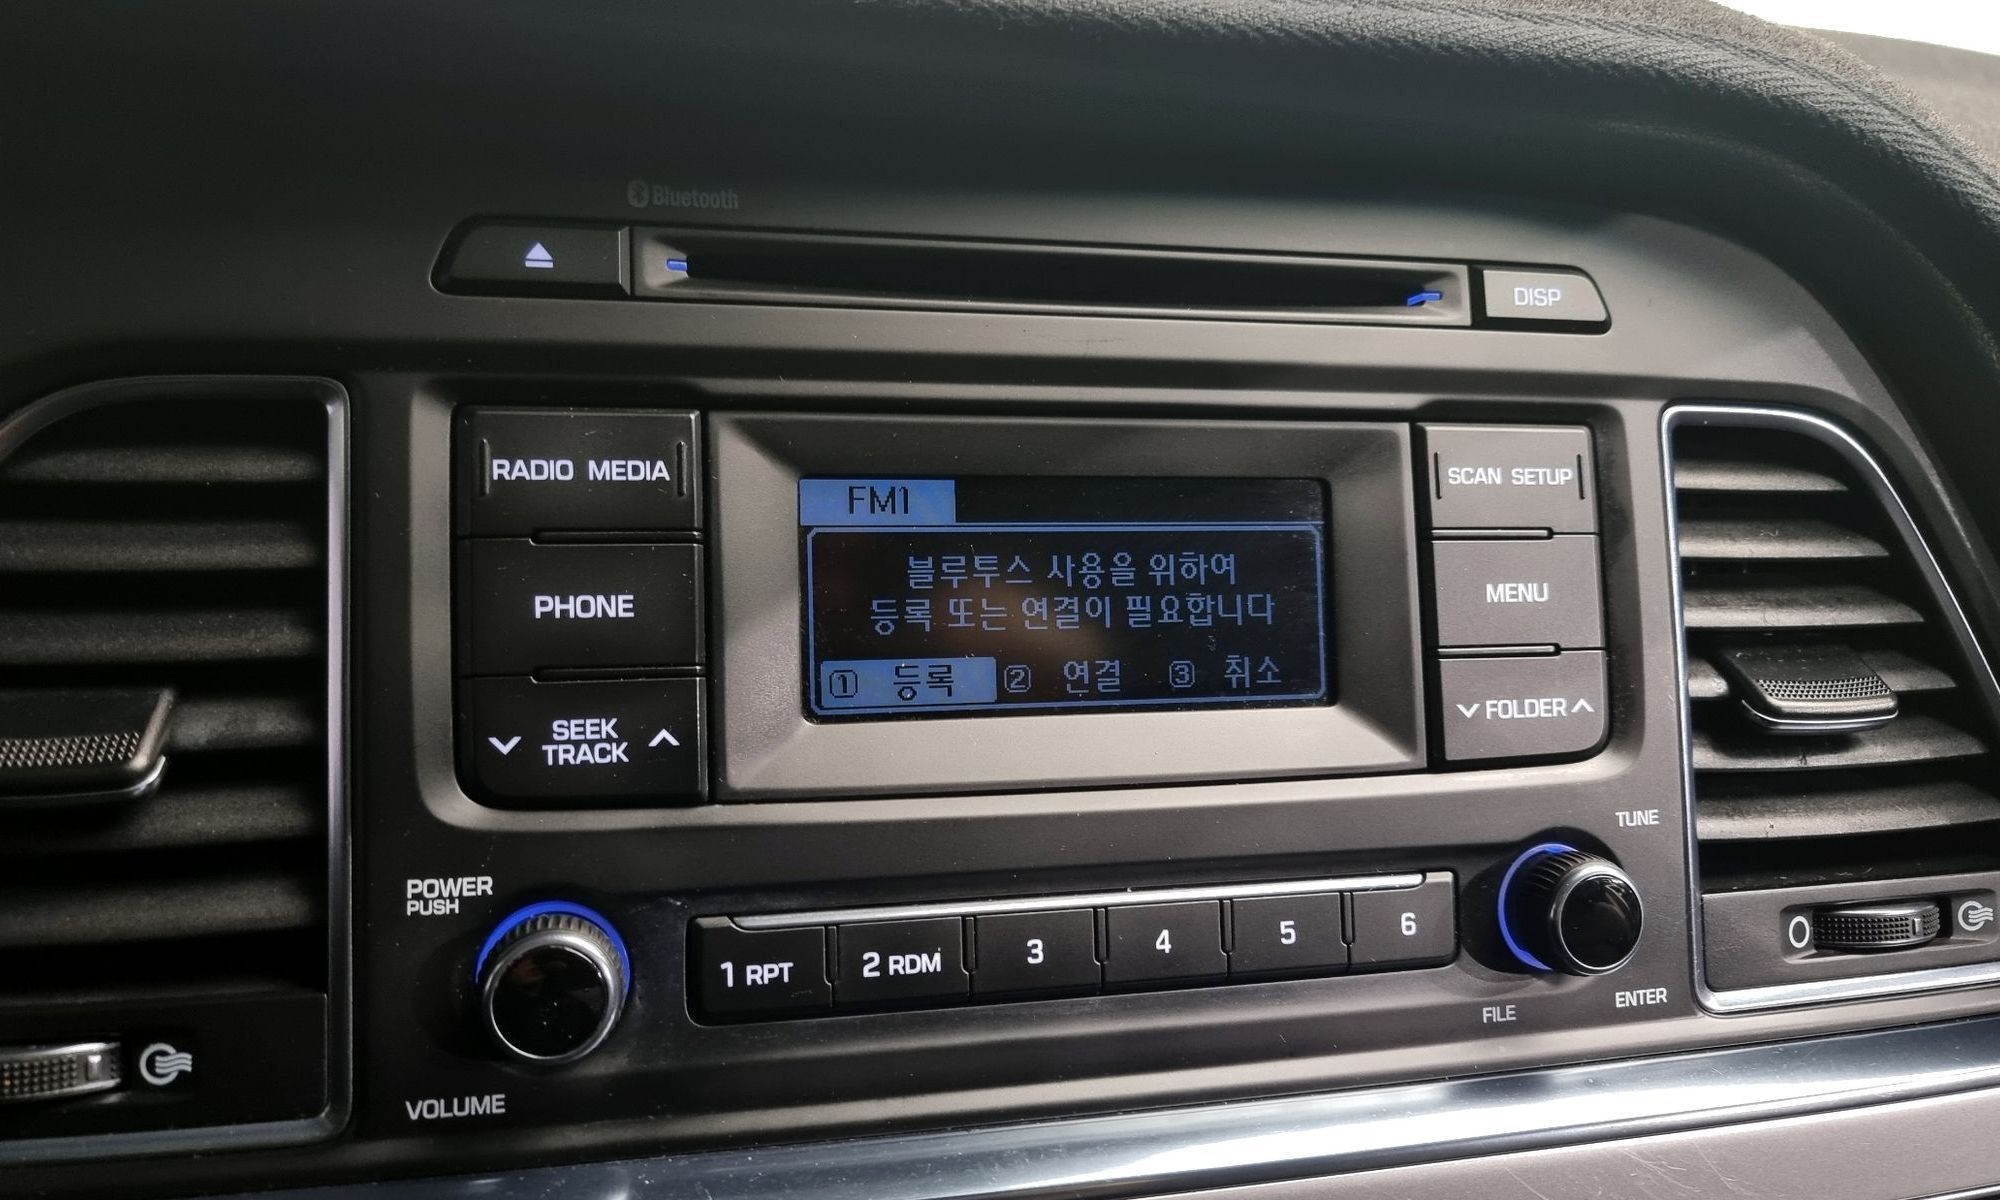 Bluetooth
DISP
RADIO MEDIA
SCAN SETUP
FM1
블루투스 사용을 위하여
등록 또는 연결이 필요합니다
1 등록 2 연결 3 취소
PHONE
MENU
SEEK
TRACK
FOLDER
TUNE
POWER
PUSH
1 RPT
2 RDM
3
4
5
6
FILE
ENTER
VOLUME